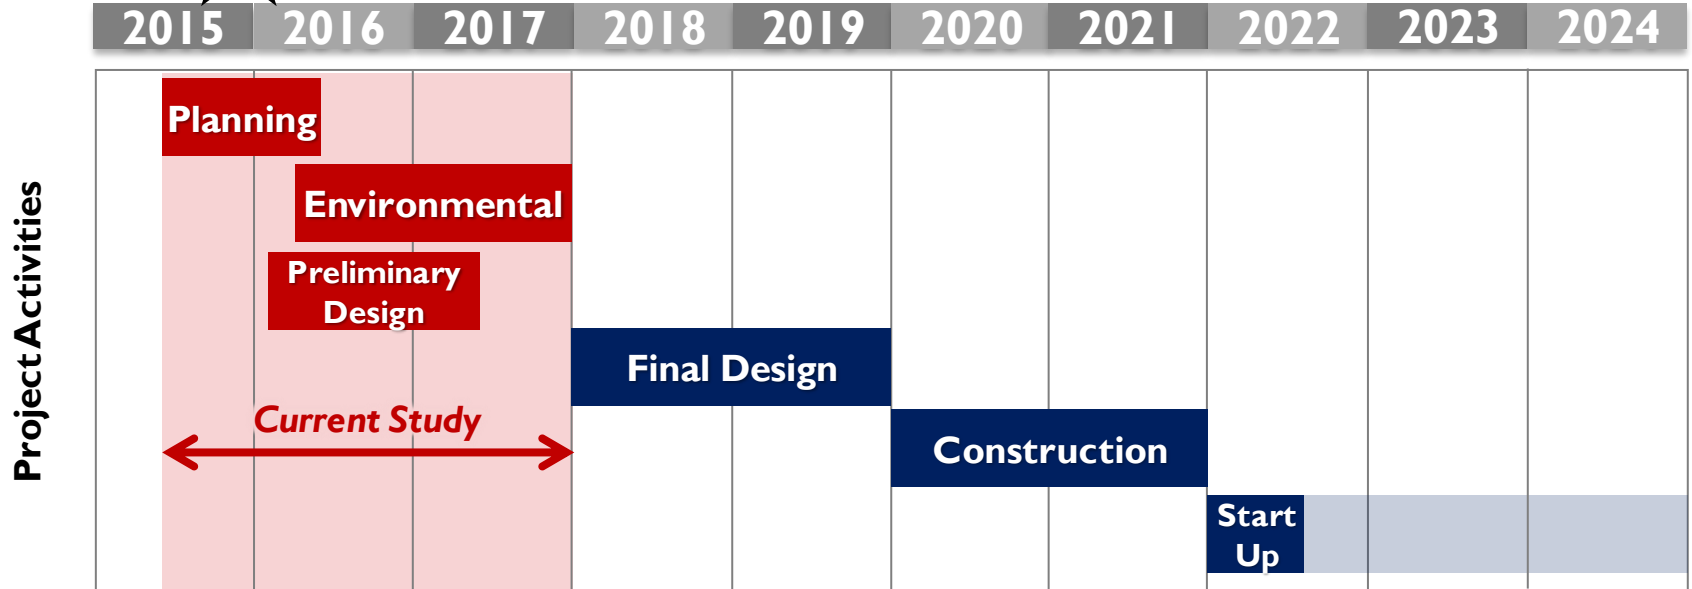 2015 2016 2017 2018 2019 2020 2021 2022 2023 2024
Project Activities
Planning
Environmental
Preliminary
Design
Final Design
Current Study
Construction
Start
Up